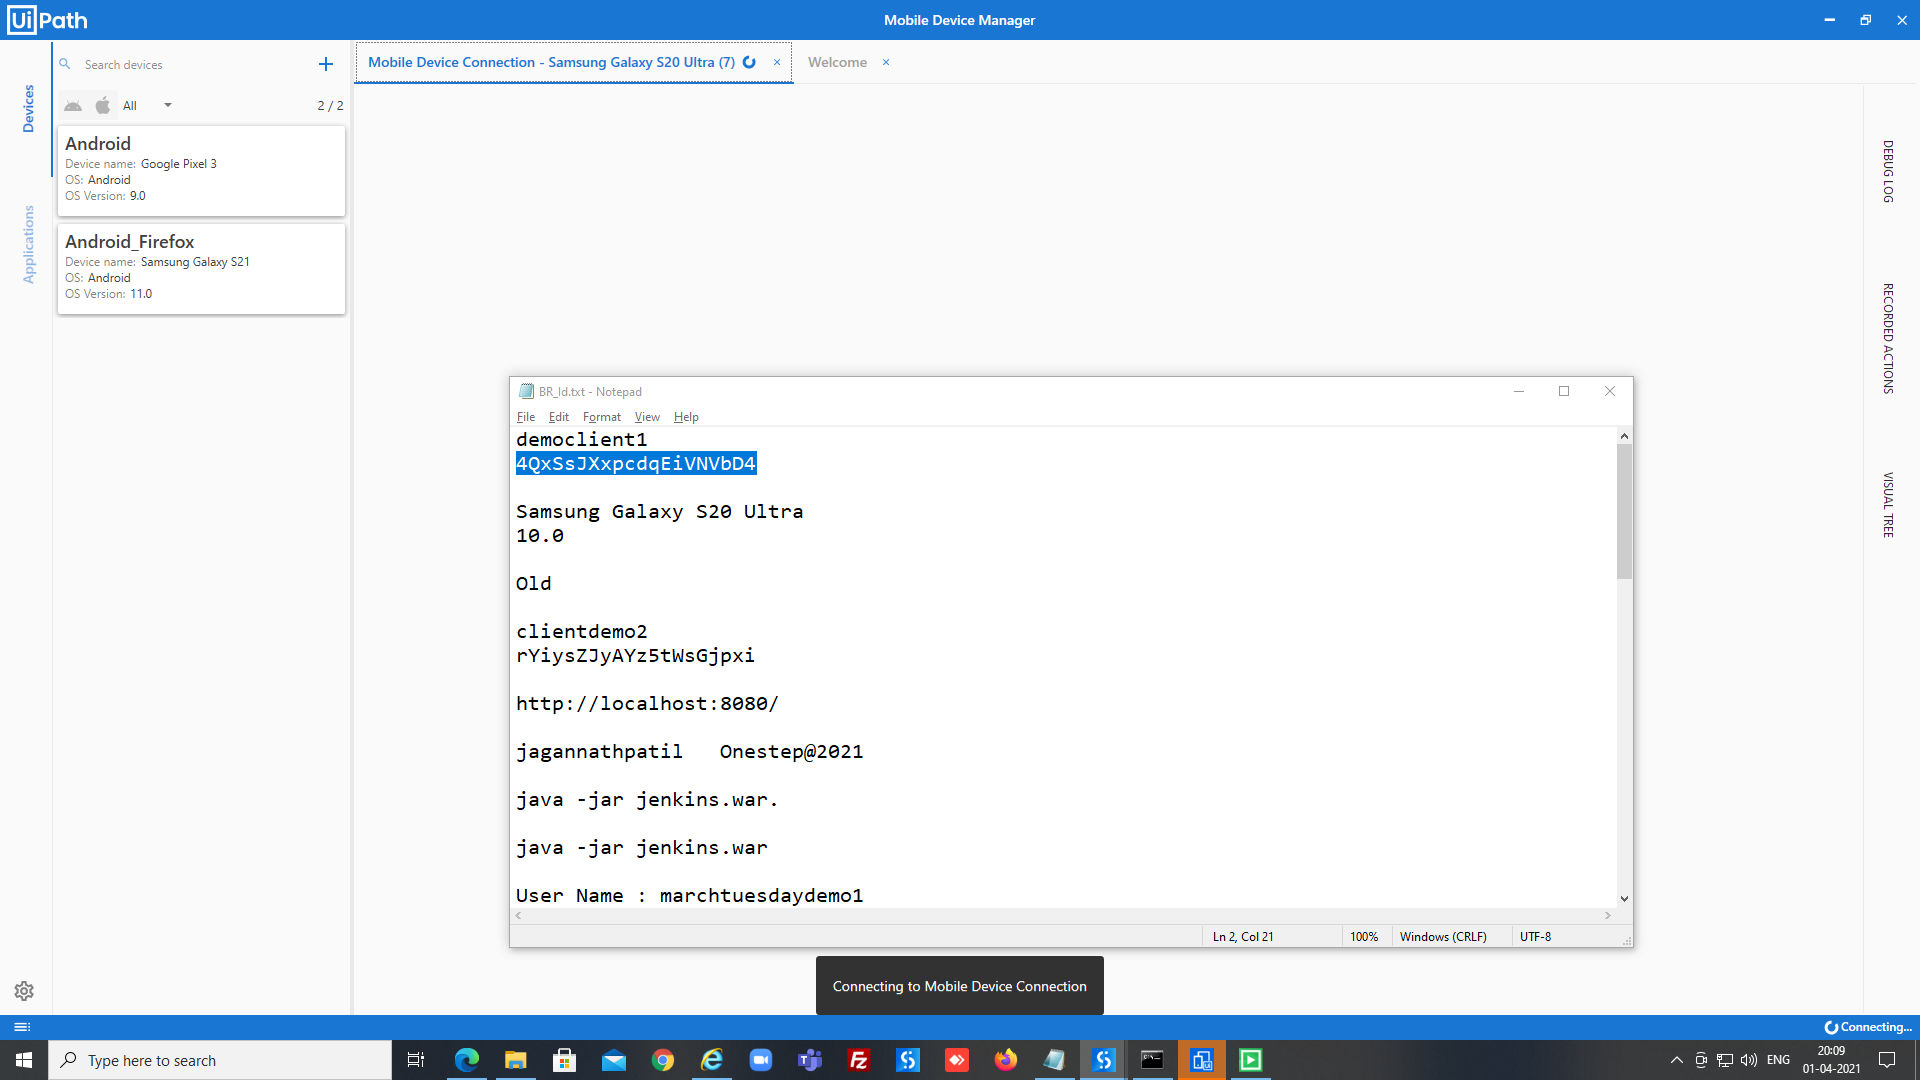 UiPath
Mobile Device Manager
Search devices
All
2 / 2
Devices
Applications
Android
Device name: Google Pixel 3
OS: Android
OS Version: 9.0
Android_Firefox
Device name: Samsung Galaxy S21
OS: Android
OS Version: 11.0
Mobile Device Connection - Samsung Galaxy S20 Ultra (7)
Welcome
DEBUG LOG
RECORDED ACTIONS
VISUAL TREE
BR_Id.txt - Notepad
File Edit Format View Help
democlient1
4QxSsJXxpcdqEiVNVbD4
Samsung Galaxy S20 Ultra
10.0
Old
clientdemo2
rYiysZJyAYz5tWsGjpxi
http://localhost:8080/
jagannathpatil Onestep@2021
java -jar jenkins.war.
java -jar jenkins.war
User Name : marchtuesdaydemo1
Ln 2, Col 21
100%
Windows (CRLF)
UTF-8
Connecting to Mobile Device Connection
Connecting...
Type here to search
ENG
20:09
01-04-2021